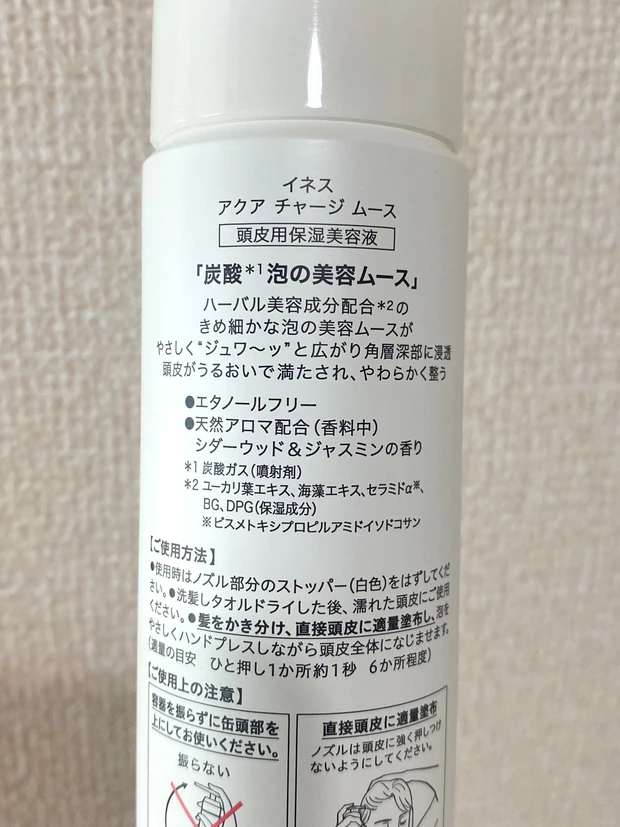 イネス
アクア チャージ ムース
頭皮用保湿美容液
「炭酸*1泡の美容ムース」
ハーバル美容成分配合*2の
きめ細かな泡の美容ムースが
やさしく“ジュワ〜ッ”と広がり角層深部に浸透
頭皮がうるおいで満たされ、やわらかく整う
●エタノールフリー
●天然アロマ配合（香料中）
シダーウッド＆ジャスミンの香り
*1 炭酸ガス（噴射剤）
*2 ユーカリ葉エキス、海藻エキス、セラミドα※、
BG、DPG（保湿成分）
※ ビスメトキシプロピルアミドイソドコサン
【ご使用方法】
●使用時はノズル部分のストッパー（白色）をはずしてくだ
さい。●洗髪しタオルドライした後、濡れた頭皮にご使用
ください。●髪をかき分け、直接頭皮に適量塗布し、泡を
やさしくハンドプレスしながら頭皮全体になじませます。
（適量の目安　ひと押し1か所約1秒　6か所程度）
【ご使用上の注意】
容器を振らずに缶頭部を
上にしてお使いください。
振らない
直接頭皮に適量塗布
ノズルは頭皮に強く押しつけ
ないようにしてください。